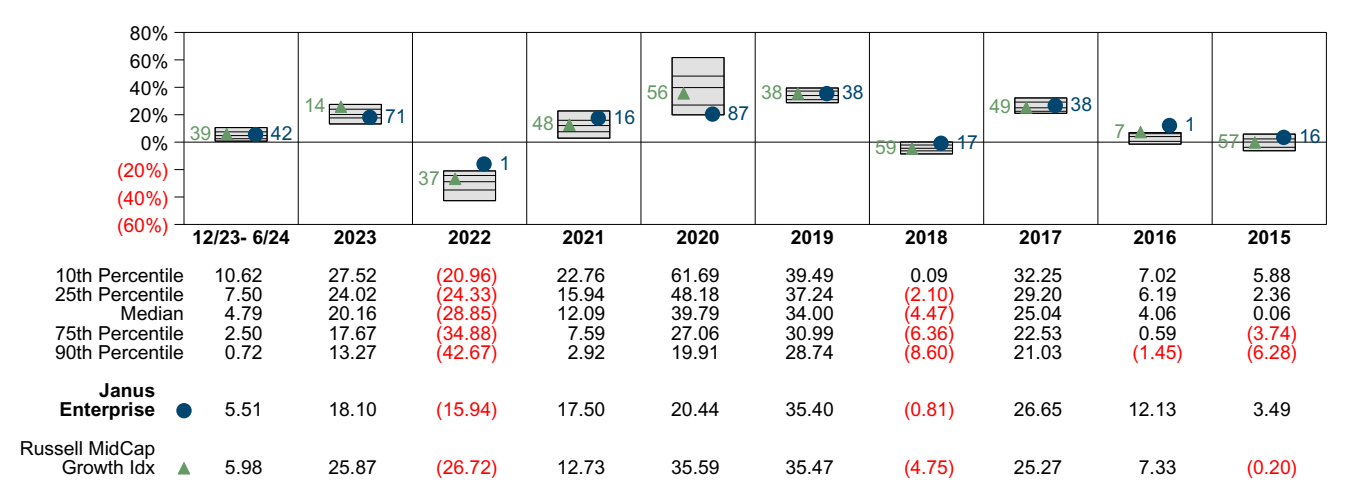 80%
60%
40%
20%
0%
(20%)
(40%)
(60%)
39 42
14 71
37 1
48 16
56 87
38 38
59 17
49 38
7 1
57 16
12/23- 6/24 2023 2022 2021 2020 2019 2018 2017 2016 2015
10th Percentile 10.62 27.52 (20.96) 22.76 61.69 39.49 0.09 32.25 7.02 5.88
25th Percentile 7.50 24.02 (24.33) 15.94 48.18 37.24 (2.10) 29.20 6.19 2.36
Median 4.79 20.16 (28.85) 12.09 39.79 34.00 (4.47) 25.04 4.06 0.06
75th Percentile 2.50 17.67 (34.88) 7.59 27.06 30.99 (6.36) 22.53 0.59 (3.74)
90th Percentile 0.72 13.27 (42.67) 2.92 19.91 28.74 (8.60) 21.03 (1.45) (6.28)
Janus
Enterprise 5.51 18.10 (15.94) 17.50 20.44 35.40 (0.81) 26.65 12.13 3.49
Russell MidCap
Growth Idx 5.98 25.87 (26.72) 12.73 35.59 35.47 (4.75) 25.27 7.33 (0.20)